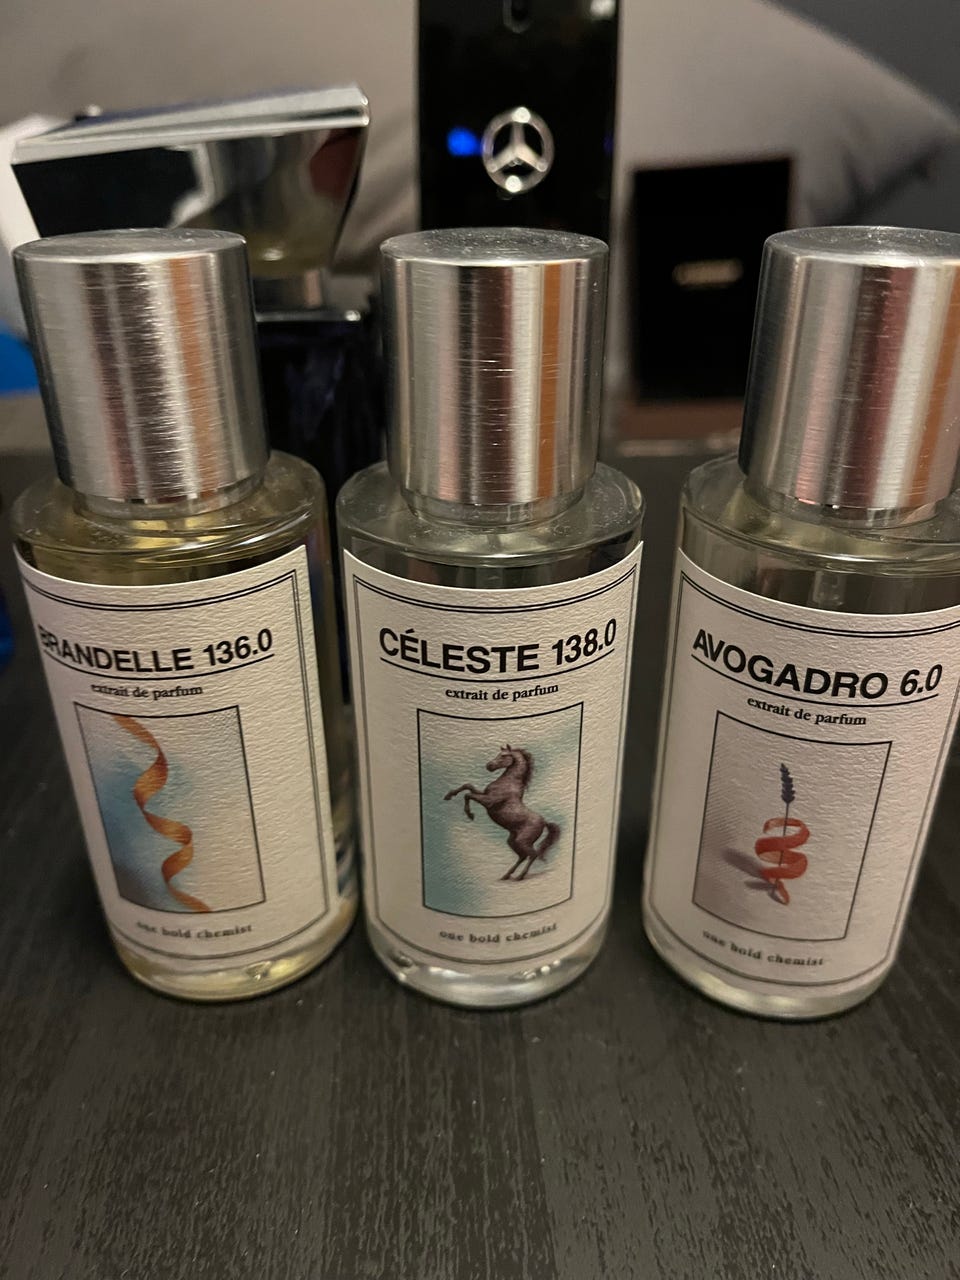 BRANDELLE 136.0
extrait de parfum
one bold chemist
CÉLESTE 138.0
extrait de parfum
one bold chemist
AVOGADRO 6.0
extrait de parfum
one bold chemist